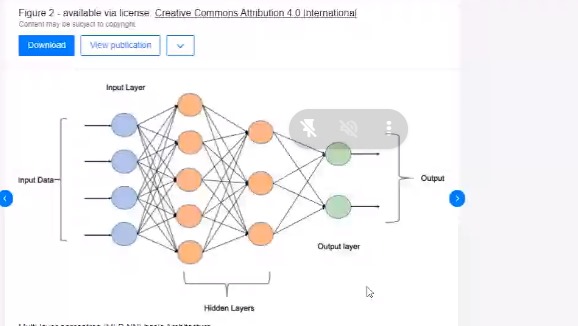 Figure 2 - available via license: Creative Commons Attribution 4.0 International
Content may be subject to copyright.
Download
View publication
Input Layer
Input Data
Output
Output layer
Hidden Layers